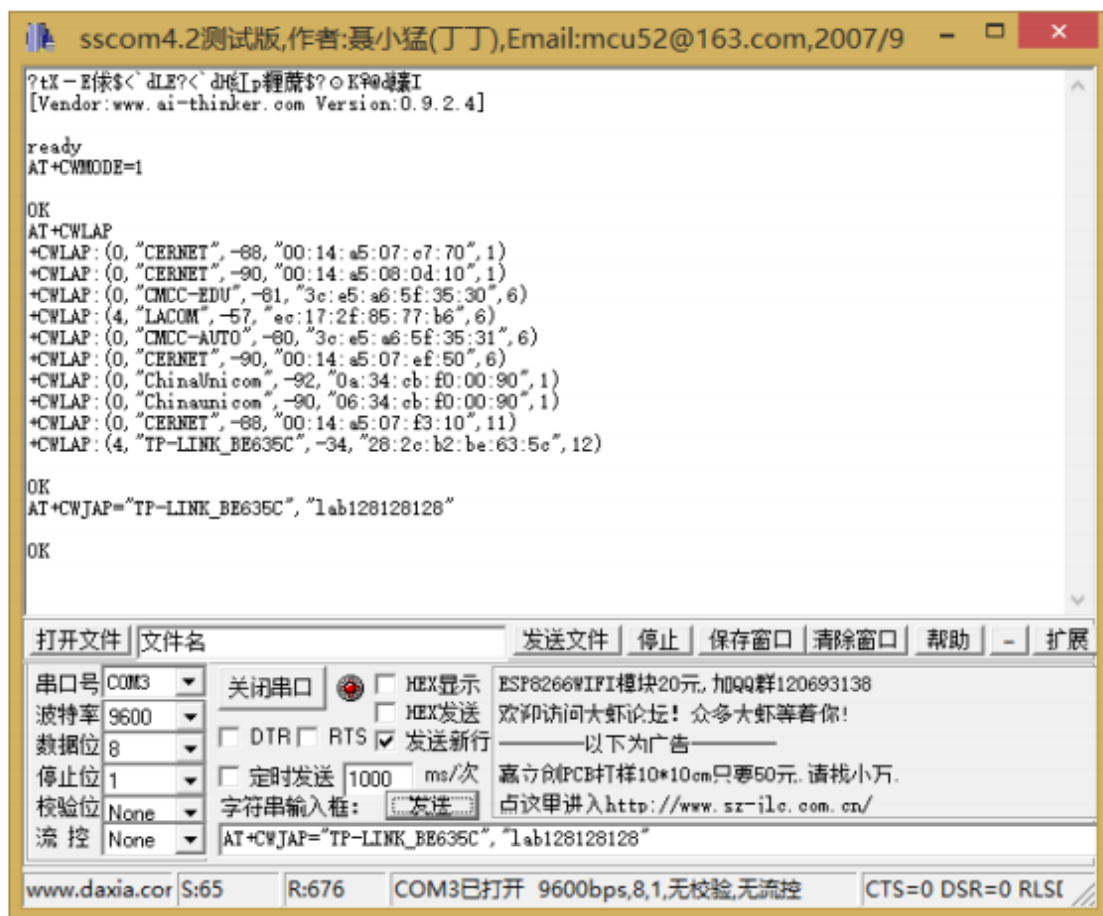 sscom4.2测试版,作者:聂小猛(丁丁),Email:mcu52@163.com,2007/9
[Vendor:www.ai-thinker.com Version:0.9.2.4]
ready
AT+CWMODE=1
OK
AT+CWLAP
+CWLAP:(0,"CERNET",-88,"00:14:a5:07:c7:70",1)
+CWLAP:(0,"CERNET",-90,"00:14:a5:08:0d:10",1)
+CWLAP:(0,"CMCC-EDU",-81,"3c:e5:a6:5f:35:30",6)
+CWLAP:(4,"LACOM",-57,"ec:17:2f:85:77:b6",6)
+CWLAP:(0,"CMCC-AUTO",-80,"3c:e5:a6:5f:35:31",6)
+CWLAP:(0,"CERNET",-90,"00:14:a5:07:ef:50",6)
+CWLAP:(0,"ChinaUnicom",-92,"0a:34:cb:f0:00:90",1)
+CWLAP:(0,"Chinaunicom",-90,"06:34:cb:f0:00:90",1)
+CWLAP:(0,"CERNET",-88,"00:14:a5:07:f3:10",11)
+CWLAP:(4,"TP-LINK_BE635C",-34,"28:2c:b2:be:63:5c",12)
OK
AT+CWJAP="TP-LINK_BE635C","lab128128128"
OK
打开文件 文件名 发送文件 停止 保存窗口 清除窗口 帮助 - 扩展
串口号 COM3 关闭串口 HEX显示 ESP8266WIFI模块20元,加QQ群120693138
波特率 9600 HEX发送 欢迎访问大虾论坛! 众多大虾等着你!
数据位 8 DTR RTS 发送新行 ————以下为广告————
停止位 1 定时发送 1000 ms/次 嘉立创PCB打样10*10cm只要50元.请找小万.
校验位 None 字符串输入框: 发送 点这里进入http://www.sz-jlc.com.cn/
流 控 None AT+CWJAP="TP-LINK_BE635C","lab128128128"
www.daxia.cor S:65 R:676 COM3已打开 9600bps,8,1,无校验,无流控 CTS=0 DSR=0 RLSI